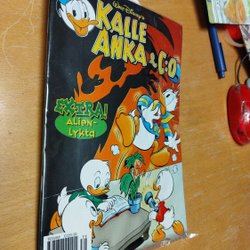 Walt Disney's
KALLE
ANKA & C:O
EXTRA!
ALIEN-
LYKTA